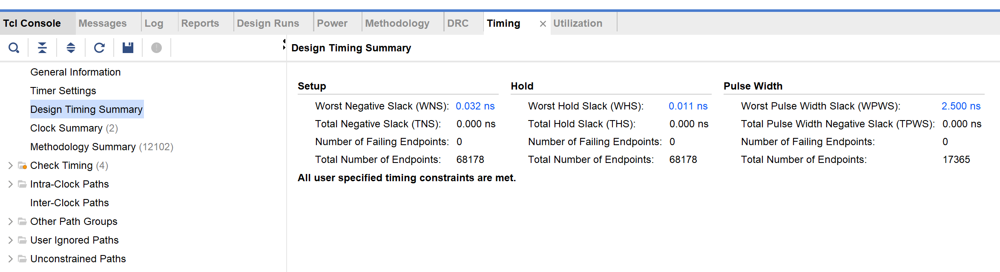 Tcl Console Messages Log Reports Design Runs Power Methodology DRC Timing Utilization
Design Timing Summary
General Information
Timer Settings
Design Timing Summary
Clock Summary (2)
Methodology Summary (12102)
Check Timing (4)
Intra-Clock Paths
Inter-Clock Paths
Other Path Groups
User Ignored Paths
Unconstrained Paths
Setup
Worst Negative Slack (WNS): 0.032 ns
Total Negative Slack (TNS): 0.000 ns
Number of Failing Endpoints: 0
Total Number of Endpoints: 68178
Hold
Worst Hold Slack (WHS): 0.011 ns
Total Hold Slack (THS): 0.000 ns
Number of Failing Endpoints: 0
Total Number of Endpoints: 68178
Pulse Width
Worst Pulse Width Slack (WPWS): 2.500 ns
Total Pulse Width Negative Slack (TPWS): 0.000 ns
Number of Failing Endpoints: 0
Total Number of Endpoints: 17365
All user specified timing constraints are met.